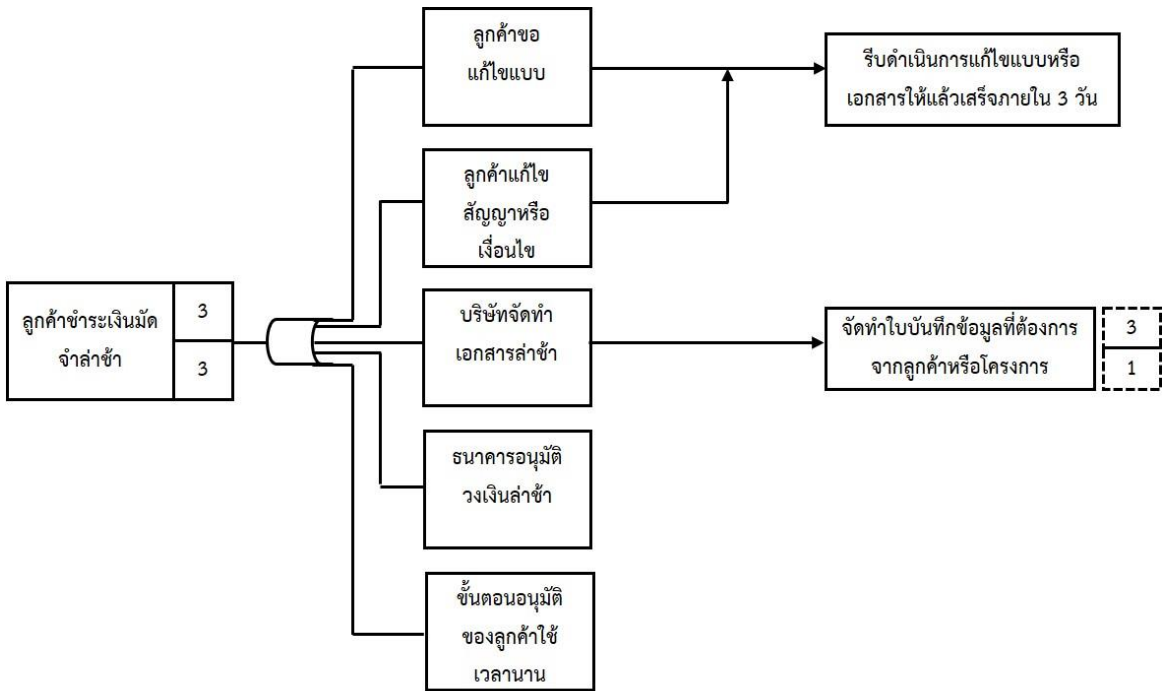 ลูกค้าขอ
แก้ไขแบบ
รีบดำเนินการแก้ไขแบบหรือ
เอกสารให้แล้วเสร็จภายใน 3 วัน
ลูกค้าแก้ไข
สัญญาหรือ
เงื่อนไข
ลูกค้าชำระเงินมัด
จำล่าช้า
3
3
บริษัทจัดทำ
เอกสารล่าช้า
จัดทำใบบันทึกข้อมูลที่ต้องการ
จากลูกค้าหรือโครงการ
3
1
ธนาคารอนุมัติ
วงเงินล่าช้า
ขั้นตอนอนุมัติ
ของลูกค้าใช้
เวลานาน